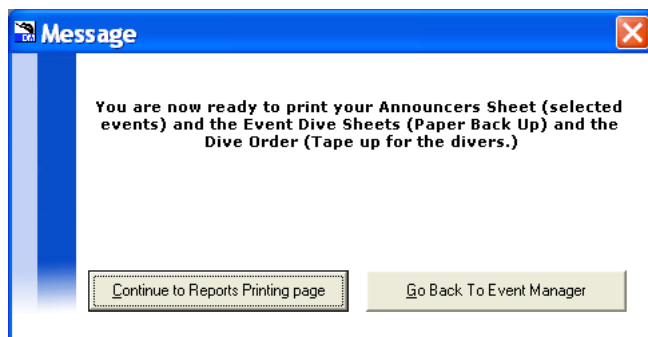 Message
You are now ready to print your Announcers Sheet (selected
events) and the Event Dive Sheets (Paper Back Up) and the
Dive Order (Tape up for the divers.)
Continue to Reports Printing page
Go Back To Event Manager